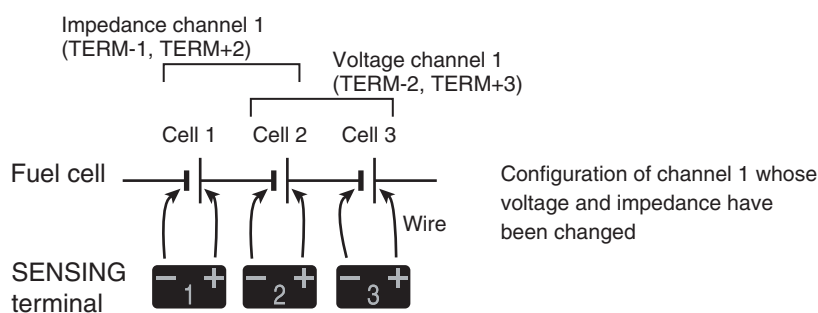 Impedance channel 1
(TERM-1, TERM+2)
Voltage channel 1
(TERM-2, TERM+3)
Cell 1 Cell 2 Cell 3
Fuel cell
Configuration of channel 1 whose
voltage and impedance have
been changed
Wire
SENSING
terminal
− 1 + − 2 + − 3 +